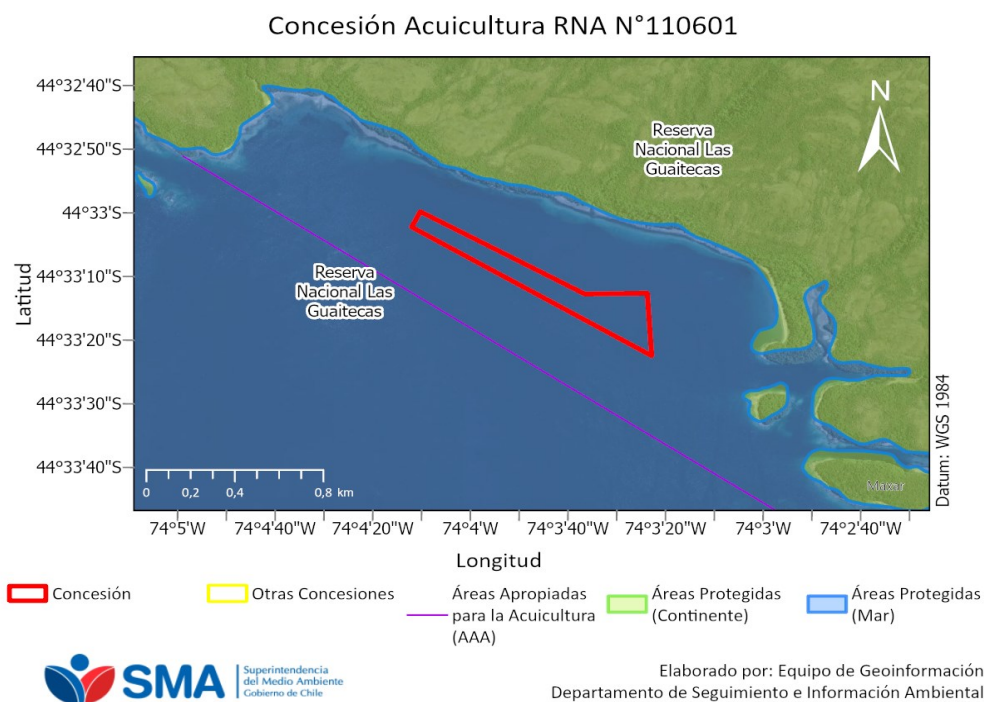 Concesión Acuicultura RNA N°110601
44°32'40"S
44°32'50"S
44°33'S
44°33'10"S
44°33'20"S
44°33'30"S
44°33'40"S
Latitud
Reserva
Nacional Las
Guaitecas
N
Reserva
Nacional Las
Guaitecas
Datum: WGS 1984
Maxar
0 0,2 0,4 0,8 km
74°5'W 74°4'40"W 74°4'20"W 74°4'W 74°3'40"W 74°3'20"W 74°3'W 74°2'40"W
Longitud
Concesión
Otras Concesiones
Áreas Apropiadas
para la Acuicultura
(AAA)
Áreas Protegidas
(Continente)
Áreas Protegidas
(Mar)
SMA
Superintendencia
del Medio Ambiente
Gobierno de Chile
Elaborado por: Equipo de Geoinformación
Departamento de Seguimiento e Información Ambiental